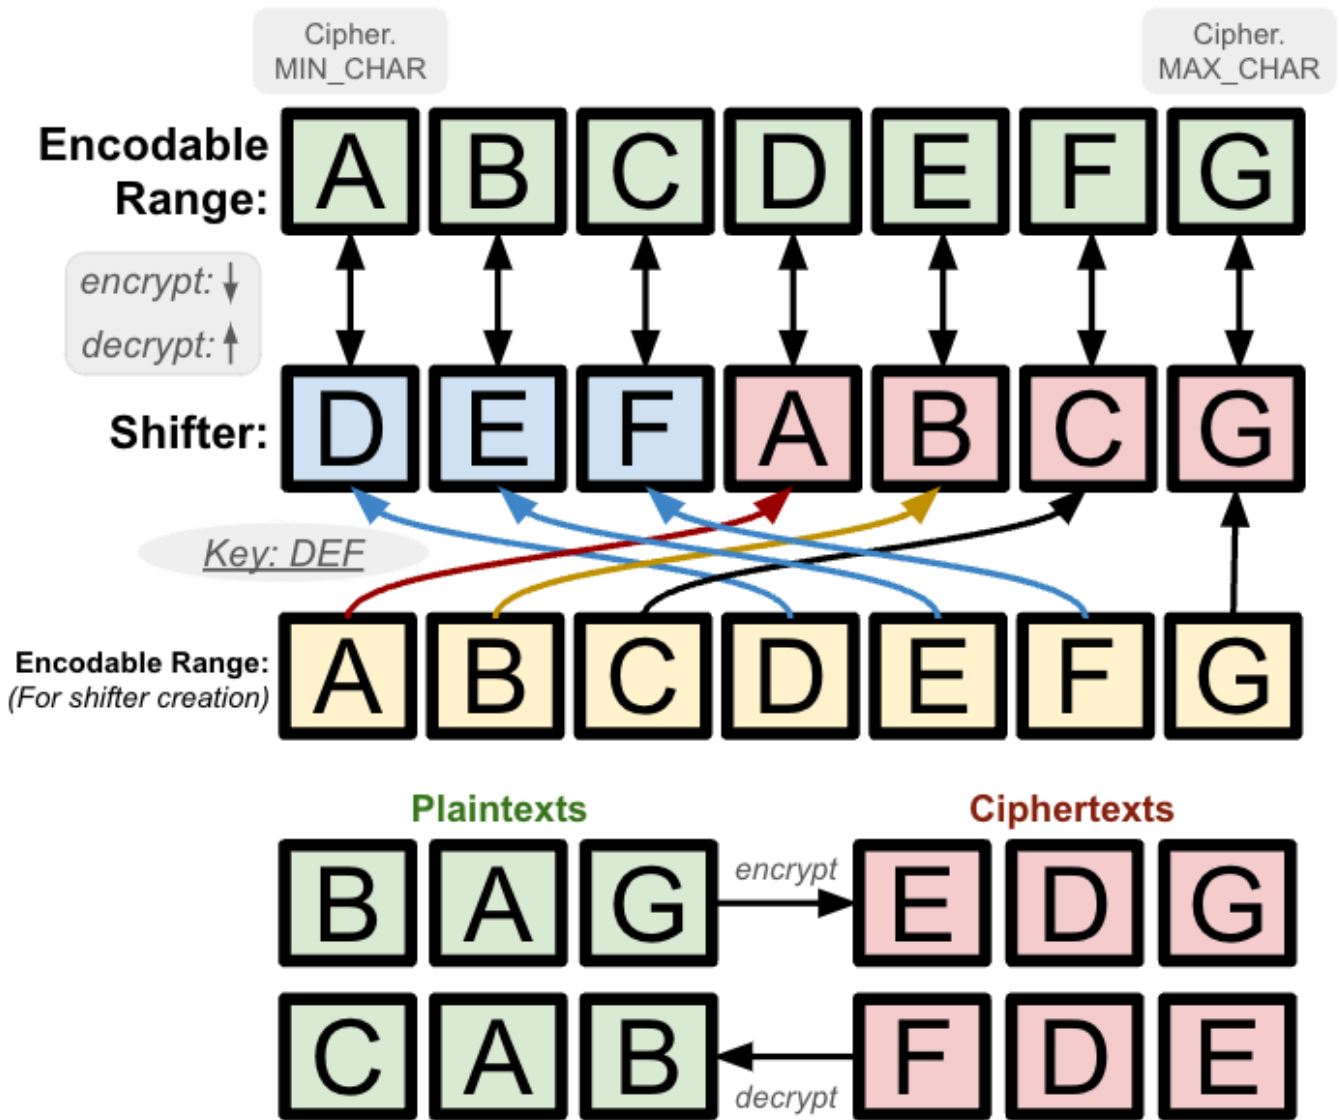 Cipher.
MIN_CHAR
Cipher.
MAX_CHAR
Encodable
Range:
A B C D E F G
encrypt: ↓
decrypt: ↑
Shifter:
D E F A B C G
Key: DEF
Encodable Range:
(For shifter creation)
A B C D E F G
Plaintexts
Ciphertexts
B A G
encrypt
E D G
C A B
decrypt
F D E